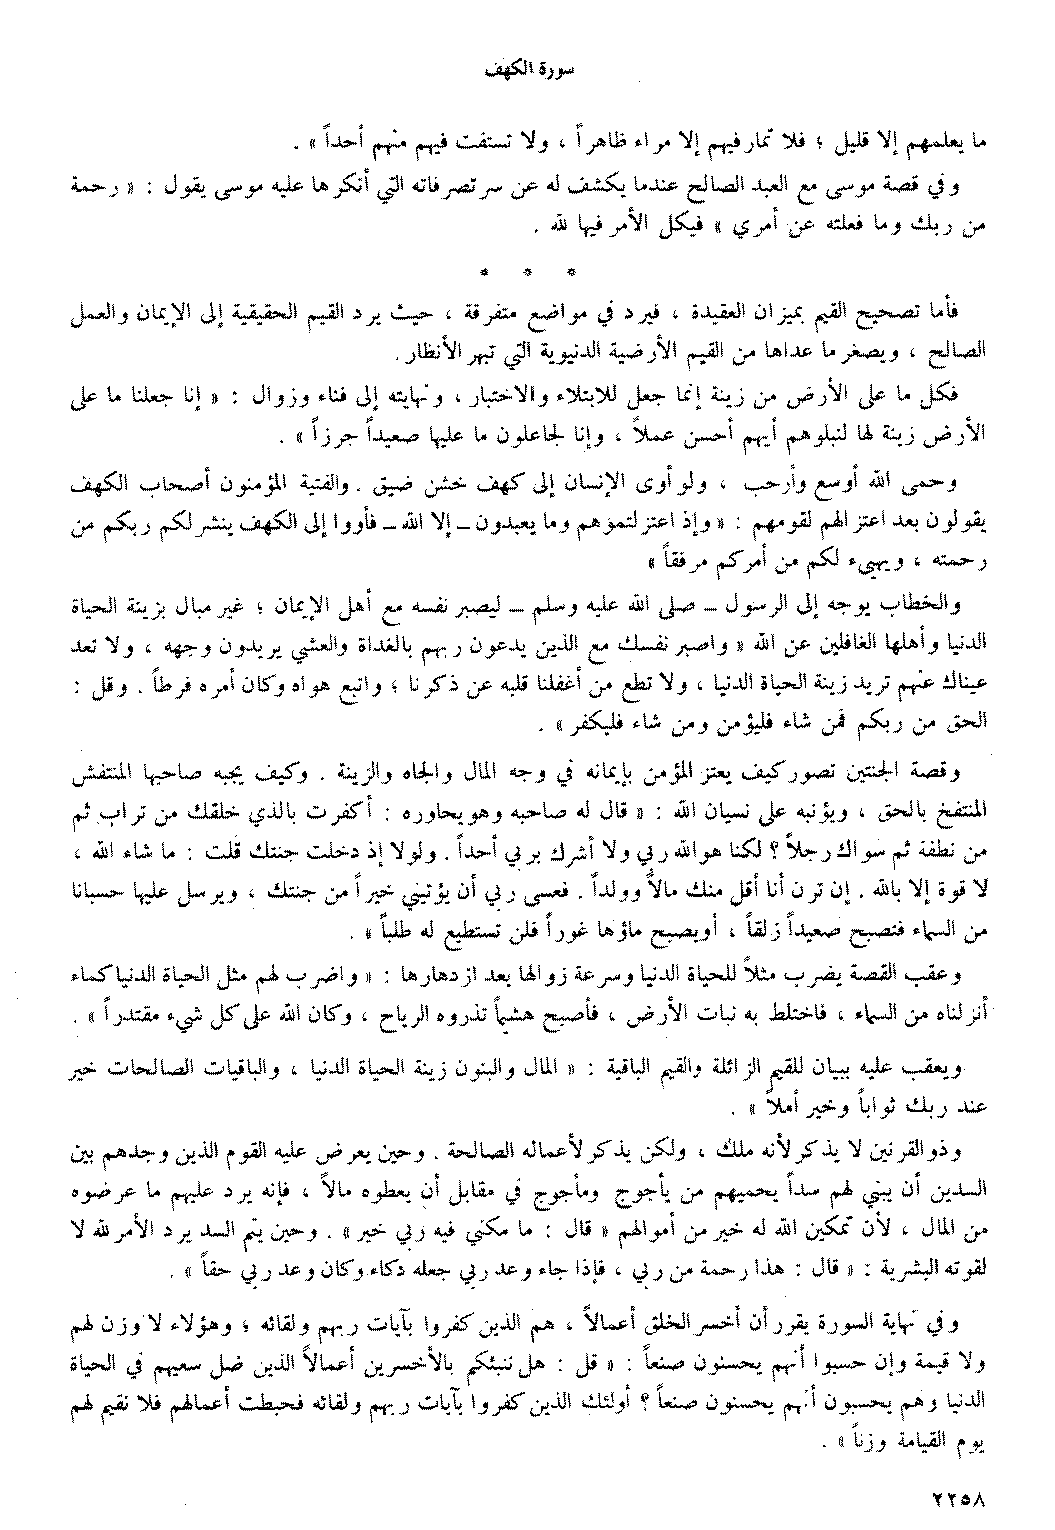 سورة الكهف
ما يعلمهم إلا قليل ؛ فلا تمار فيهم إلا مراء ظاهراً ، ولا تستفت فيهم منهم أحداً » .
وفي قصة موسى مع العبد الصالح عندما يكشف له عن سر تصرفاته التي أنكرها عليه موسى يقول : « رحمة
من ربك وما فعلته عن أمري » فيكل الأمر فيها لله .
* * *
فأما تصحيح القيم بميزان العقيدة ، فيرد في مواضع متفرقة ، حيث يرد القيم الحقيقية إلى الإيمان والعمل
الصالح ، ويصغر ما عداها من القيم الأرضية الدنيوية التي تبهر الأنظار .
فكل ما على الأرض من زينة إنما جعل للابتلاء والاختبار ، ونهايته إلى فناء وزوال : « إنا جعلنا ما على
الأرض زينة لها لنبلوهم أيهم أحسن عملاً ، وإنا لجاعلون ما عليها صعيداً جرزاً » .
وحمى الله أوسع وأرحب ، ولو أوى الإنسان إلى كهف خشن ضيق . والفتية المؤمنون أصحاب الكهف
يقولون بعد اعتزالهم لقومهم : « وإذ اعتزلتموهم وما يعبدون ــ إلا الله ــ فأووا إلى الكهف ينشر لكم ربكم من
رحمته ، ويهيىء لكم من أمركم مرفقاً »
والخطاب يوجه إلى الرسول ــ صلى الله عليه وسلم ــ ليصبر نفسه مع أهل الإيمان ؛ غير مبال بزينة الحياة
الدنيا وأهلها الغافلين عن الله « واصبر نفسك مع الذين يدعون ربهم بالغداة والعشي يريدون وجهه ، ولا تعد
عيناك عنهم تريد زينة الحياة الدنيا ، ولا تطع من أغفلنا قلبه عن ذكرنا ؛ واتبع هواه وكان أمره فرطاً . وقل :
الحق من ربكم فمن شاء فليؤمن ومن شاء فليكفر » .
وقصة الجنتين تصور كيف يعتز المؤمن بإيمانه في وجه المال والجاه والزينة . وكيف يجبه صاحبها المنتفش
المنتفخ بالحق ، ويؤنبه على نسيان الله : « قال له صاحبه وهو يحاوره : أكفرت بالذي خلقك من تراب ثم
من نطفة ثم سواك رجلاً ؟ لكنا هو الله ربي ولا أشرك بربي أحداً . ولولا إذ دخلت جنتك قلت : ما شاء الله ،
لا قوة إلا بالله . إن ترن أنا أقل منك مالاً وولداً . فعسى ربي أن يؤتيني خيراً من جنتك ، ويرسل عليها حسبانا
من السماء فتصبح صعيداً زلقاً ، أو يصبح ماؤها غوراً فلن تستطيع له طلباً » .
وعقب القصة يضرب مثلاً للحياة الدنيا وسرعة زوالها بعد ازدهارها : « واضرب لهم مثل الحياة الدنيا كماء
أنزلناه من السماء ، فاختلط به نبات الأرض ، فأصبح هشيماً تذروه الرياح ، وكان الله على كل شيء مقتدراً » .
ويعقب عليه ببيان للقيم الزائلة والقيم الباقية : « المال والبنون زينة الحياة الدنيا ، والباقيات الصالحات خير
عند ربك ثواباً وخير أملاً » .
وذو القرنين لا يذكر لأنه ملك ، ولكن يذكر لأعماله الصالحة . وحين يعرض عليه القوم الذين وجدهم بين
السدين أن يبني لهم سداً يحميهم من يأجوج ومأجوج في مقابل أن يعطوه مالاً ، فإنه يرد عليهم ما عرضوه
من المال ، لأن تمكين الله له خير من أموالهم « قال : ما مكني فيه ربي خير » . وحين يتم السد يرد الأمر لله لا
لقوته البشرية : « قال : هذا رحمة من ربي ، فإذا جاء وعد ربي جعله دكاء وكان وعد ربي حقاً » .
وفي نهاية السورة يقرر أن أخسر الخلق أعمالاً ، هم الذين كفروا بآيات ربهم ولقائه ؛ وهؤلاء لا وزن لهم
ولا قيمة وإن حسبوا أنهم يحسنون صنعاً : « قل : هل ننبئكم بالأخسرين أعمالاً الذين ضل سعيهم في الحياة
الدنيا وهم يحسبون أنهم يحسنون صنعاً ؟ أولئك الذين كفروا بآيات ربهم ولقائه فحبطت أعمالهم فلا نقيم لهم
يوم القيامة وزناً » .
٢٢٥٨